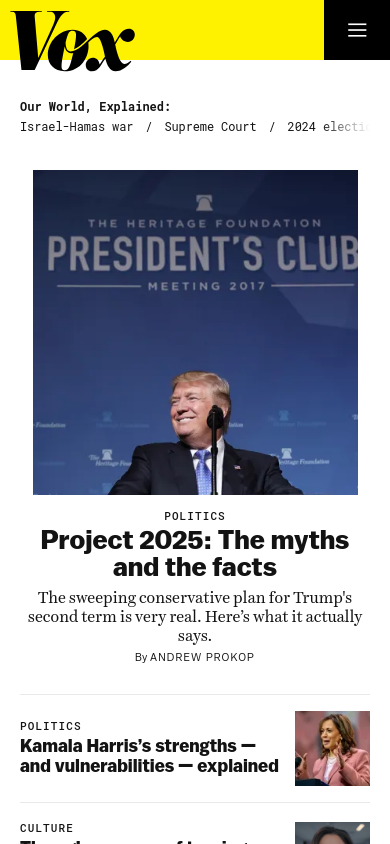 Vox
Our World, Explained:
Israel-Hamas war / Supreme Court / 2024 electi
THE HERITAGE FOUNDATION
PRESIDENT'S CLUB
MEETING 2017
POLITICS
Project 2025: The myths
and the facts
The sweeping conservative plan for Trump's
second term is very real. Here’s what it actually
says.
By ANDREW PROKOP
POLITICS
Kamala Harris’s strengths —
and vulnerabilities — explained
CULTURE